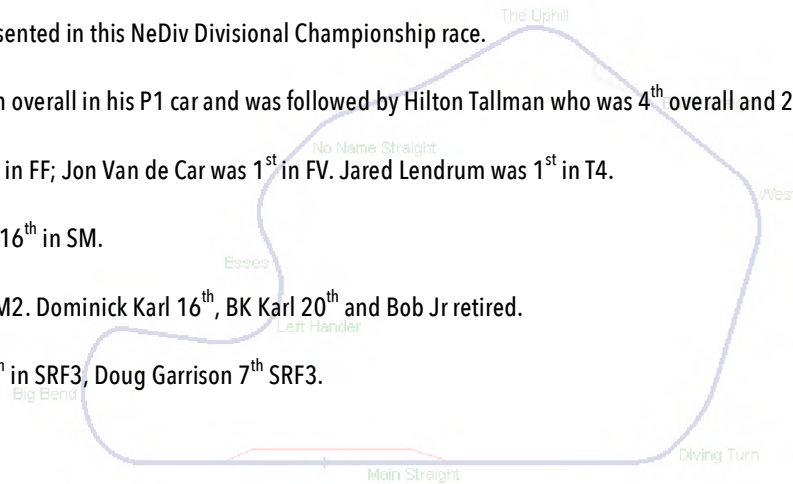 sented in this NeDiv Divisional Championship race.
The Uphill
n overall in his P1 car and was followed by Hilton Tallman who was 4th overall and 2
No Name Straight
in FF; Jon Van de Car was 1st in FV. Jared Lendrum was 1st in T4.
West
16th in SM.
Esses
M2. Dominick Karl 16th, BK Karl 20th and Bob Jr retired.
Left Hander
h in SRF3, Doug Garrison 7th SRF3.
Big Bend
Diving Turn
Main Straight